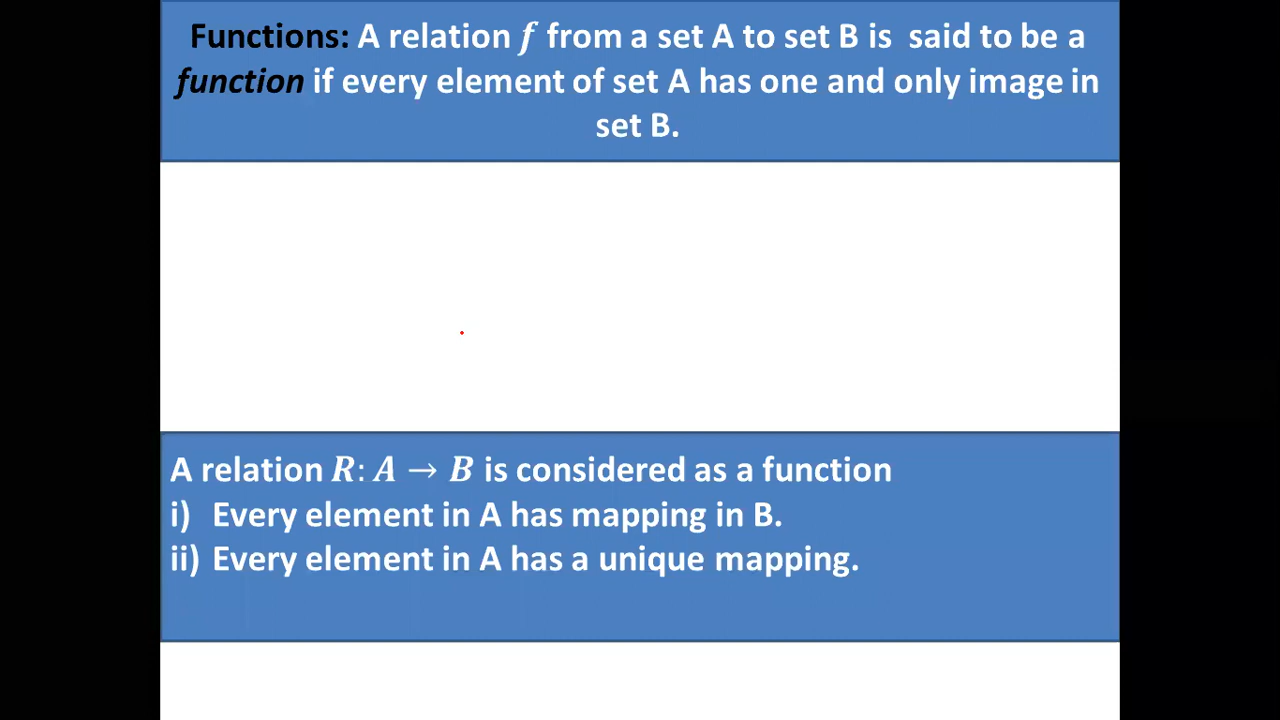 Functions: A relation f from a set A to set B is said to be a
function if every element of set A has one and only image in
set B.
A relation R: A → B is considered as a function
i) Every element in A has mapping in B.
ii) Every element in A has a unique mapping.